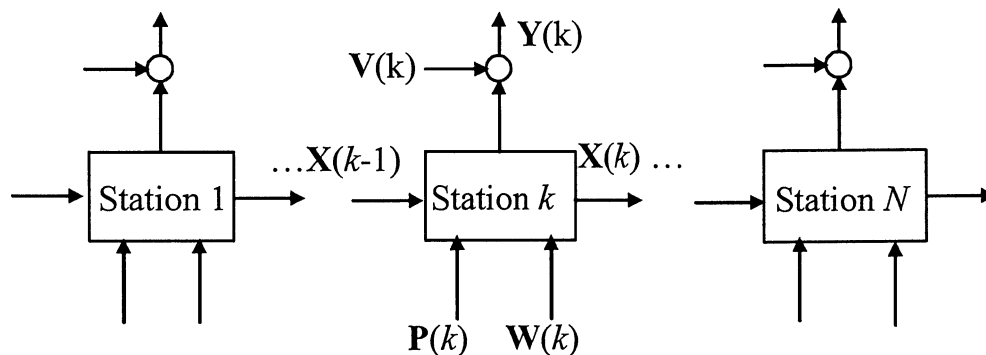 Y(k)
V(k)
…X(k-1)
X(k) …
Station 1
Station k
Station N
P(k)
W(k)